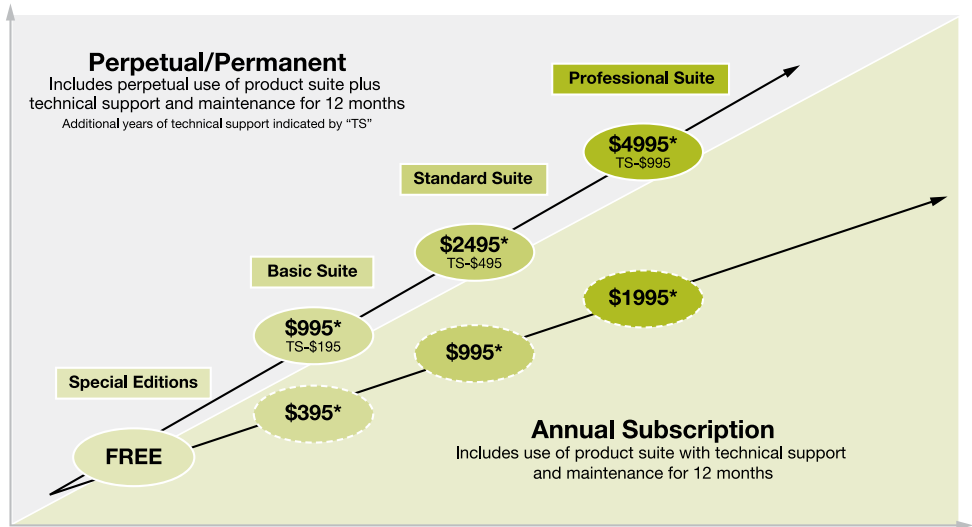 Perpetual/Permanent
Includes perpetual use of product suite plus
technical support and maintenance for 12 months
Additional years of technical support indicated by “TS”
Professional Suite
$4995*
TS-$995
Standard Suite
$2495*
TS-$495
Basic Suite
$995*
TS-$195
Special Editions
FREE
$1995*
$995*
$395*
Annual Subscription
Includes use of product suite with technical support
and maintenance for 12 months